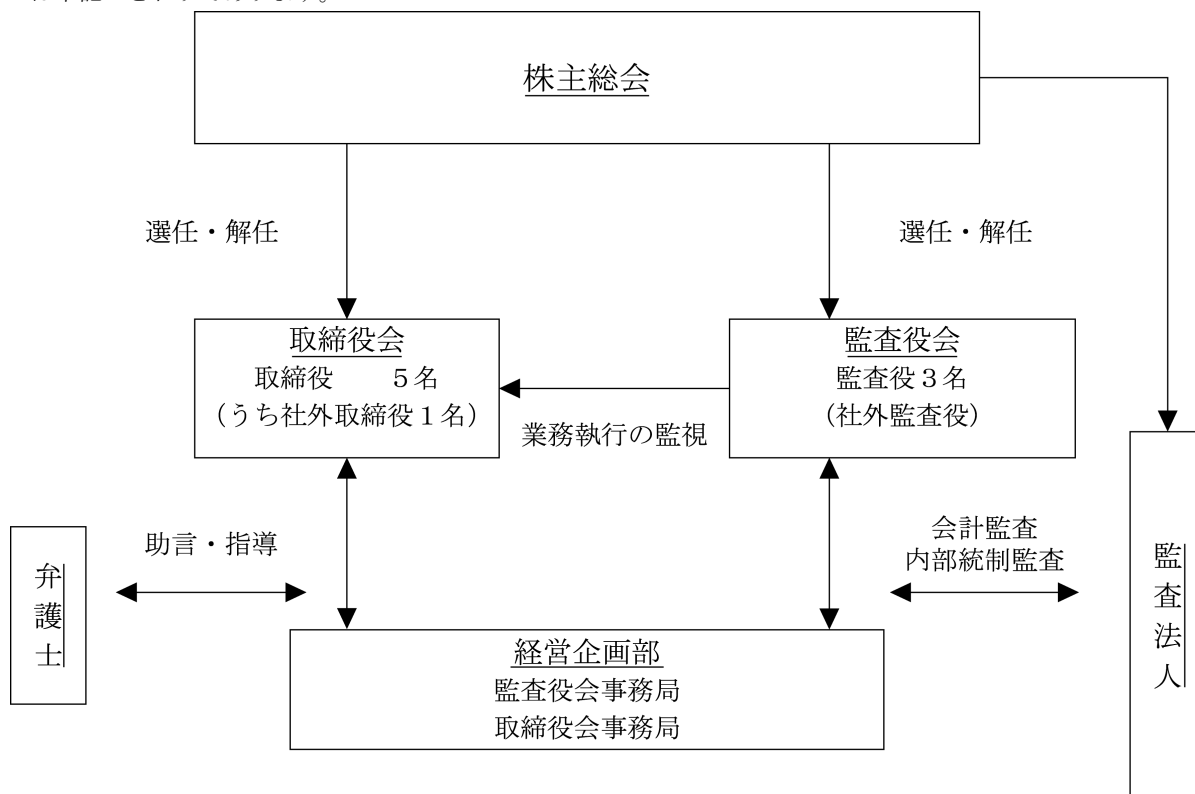 株主総会
選任・解任
選任・解任
取締役会
取締役　　５名
（うち社外取締役１名）
監査役会
監査役３名
（社外監査役）
業務執行の監視
助言・指導
会計監査
内部統制監査
弁護士
監査法人
経営企画部
監査役会事務局
取締役会事務局